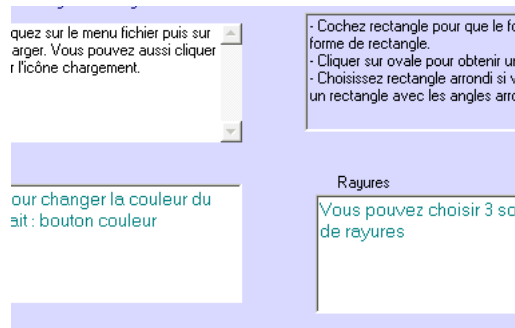 quez sur le menu fichier puis sur
arger. Vous pouvez aussi cliquer
r l'icône chargement.
- Cochez rectangle pour que le fo
forme de rectangle.
- Cliquer sur ovale pour obtenir un
- Choisissez rectangle arrondi si v
un rectangle avec les angles arro
our changer la couleur du
ait : bouton couleur
Rayures
Vous pouvez choisir 3 so
de rayures